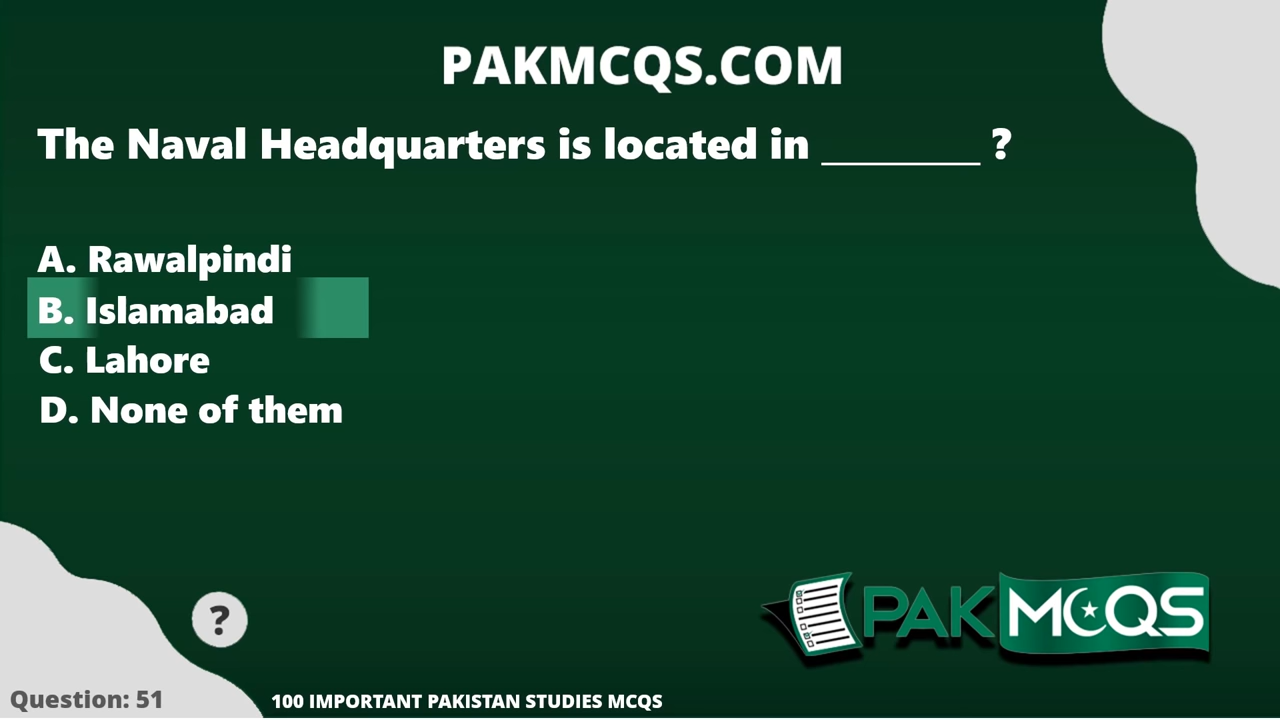 PAKMCQS.COM
The Naval Headquarters is located in ________ ?
A. Rawalpindi
B. Islamabad
C. Lahore
D. None of them
?
PAKMCQS
Question: 51
100 IMPORTANT PAKISTAN STUDIES MCQS